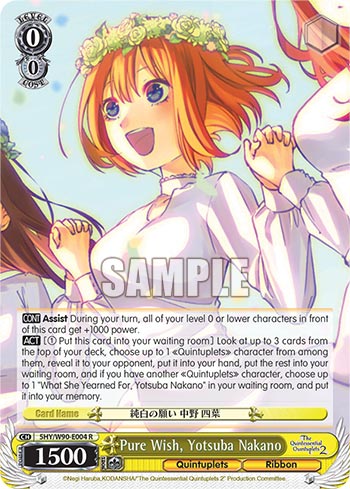 0
0
COST
SAMPLE
CONT Assist During your turn, all of your level 0 or lower characters in front
of this card get +1000 power.
ACT [① Put this card into your waiting room] Look at up to 3 cards from
the top of your deck, choose up to 1 «Quintuplets» character from among
them, reveal it to your opponent, put it into your hand, put the rest into your
waiting room, and if you have another «Quintuplets» character, choose up
to 1 "What She Yearned For, Yotsuba Nakano" in your waiting room, and put
it into your memory.
Card Name 純白の願い 中野 四葉
CH 5HY/W90-E004 R
Pure Wish, Yotsuba Nakano
The Quintessential Quintuplets 2
1500
Quintuplets Ribbon
©Negi Haruba,KODANSHA/"The Quintessential Quintuplets 2" Production Committee.